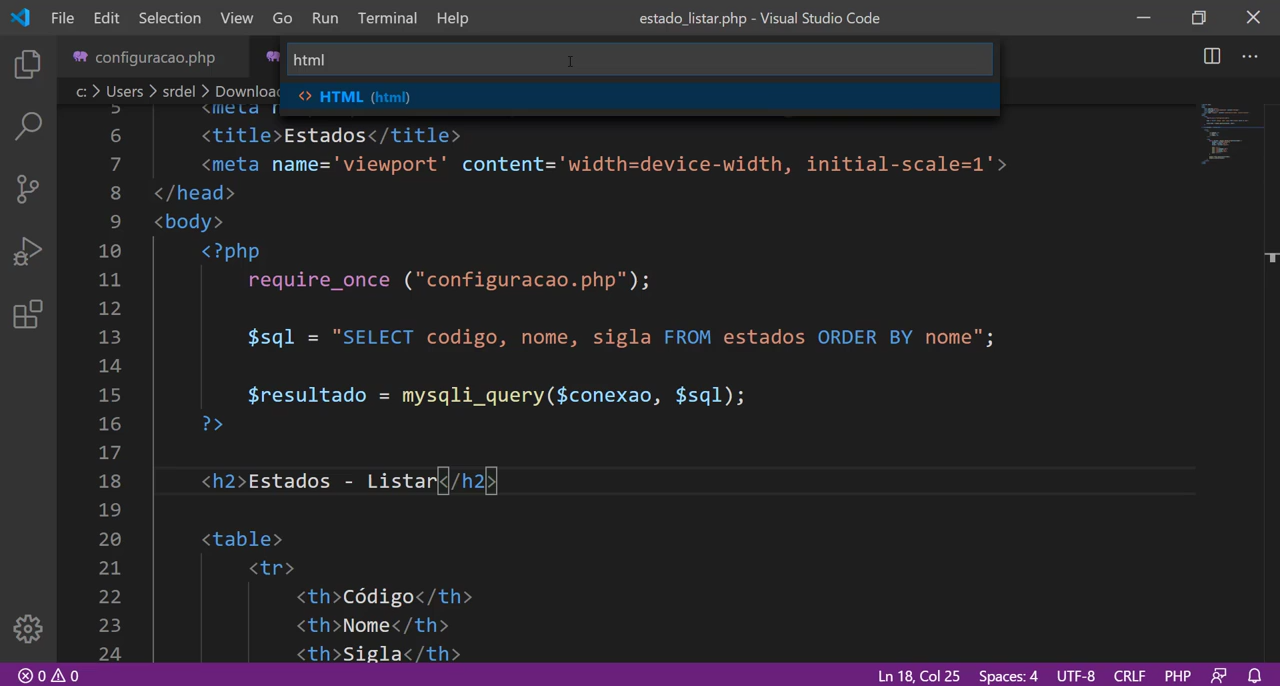 File Edit Selection View Go Run Terminal Help estado_listar.php - Visual Studio Code
configuracao.php
html
HTML (html)
c: > Users > srdel >
5 <meta
6 <title>Estados</title>
7 <meta name='viewport' content='width=device-width, initial-scale=1'>
8 </head>
9 <body>
10 <?php
11 require_once ("configuracao.php");
12
13 $sql = "SELECT codigo, nome, sigla FROM estados ORDER BY nome";
14
15 $resultado = mysqli_query($conexao, $sql);
16 ?>
17
18 <h2>Estados - Listar</h2>
19
20 <table>
21 <tr>
22 <th>Código</th>
23 <th>Nome</th>
24 <th>Sigla</th>
0 0 Ln 18, Col 25 Spaces: 4 UTF-8 CRLF PHP